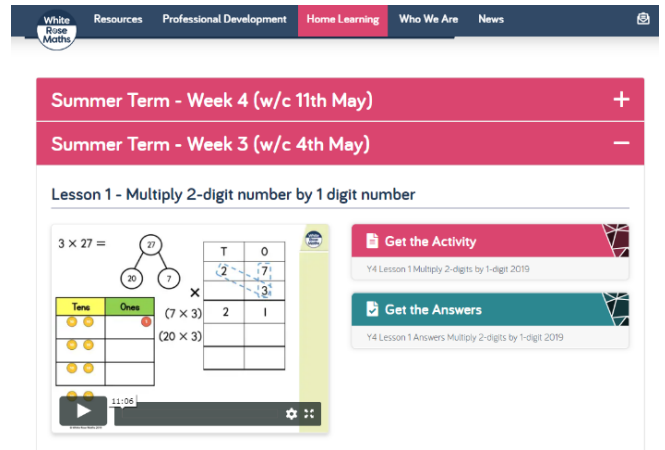 White
Rose
Maths
Resources
Professional Development
Home Learning
Who We Are
News
Summer Term - Week 4 (w/c 11th May)
Summer Term - Week 3 (w/c 4th May)
Lesson 1 - Multiply 2-digit number by 1 digit number
3 × 27 =
27
20
7
T O
2 7
× 3
(7 × 3) 2 1
(20 × 3)
Tens Ones
11:06
White
Rose
Maths
Get the Activity
Y4 Lesson 1 Multiply 2-digits by 1-digit 2019
Get the Answers
Y4 Lesson 1 Answers Multiply 2-digits by 1-digit 2019